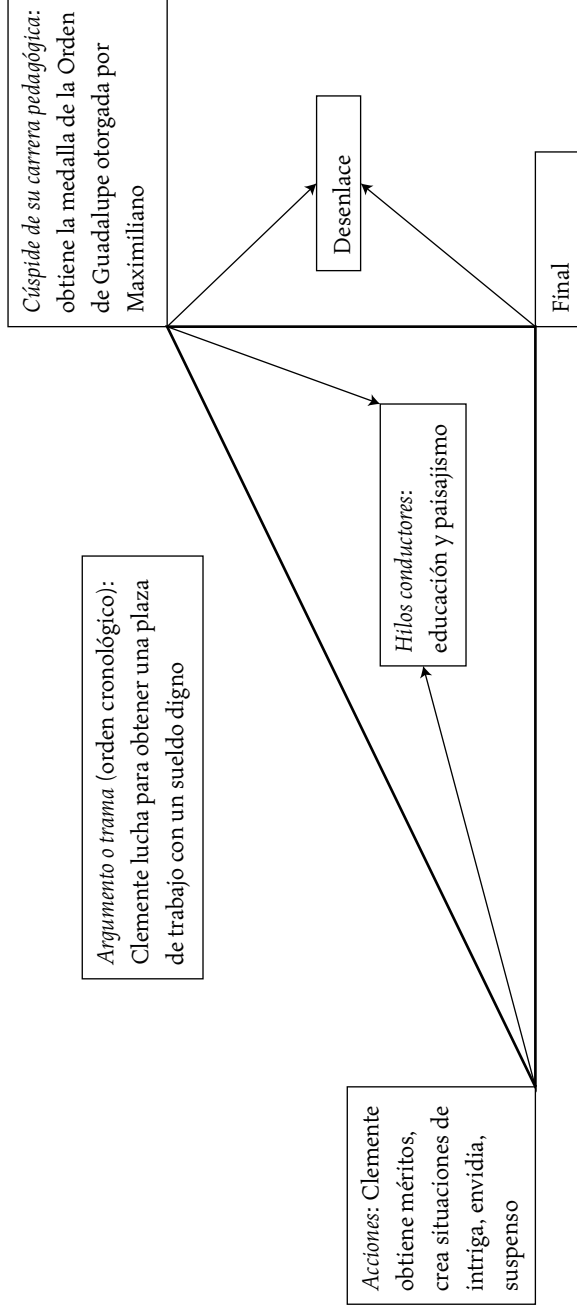 Acciones: Clemente
obtiene méritos,
crea situaciones de
intriga, envidia,
suspenso
Argumento o trama (orden cronológico):
Clemente lucha para obtener una plaza
de trabajo con un sueldo digno
Hilos conductores:
educación y paisajismo
Cúspide de su carrera pedagógica:
obtiene la medalla de la Orden
de Guadalupe otorgada por
Maximiliano
Desenlace
Final